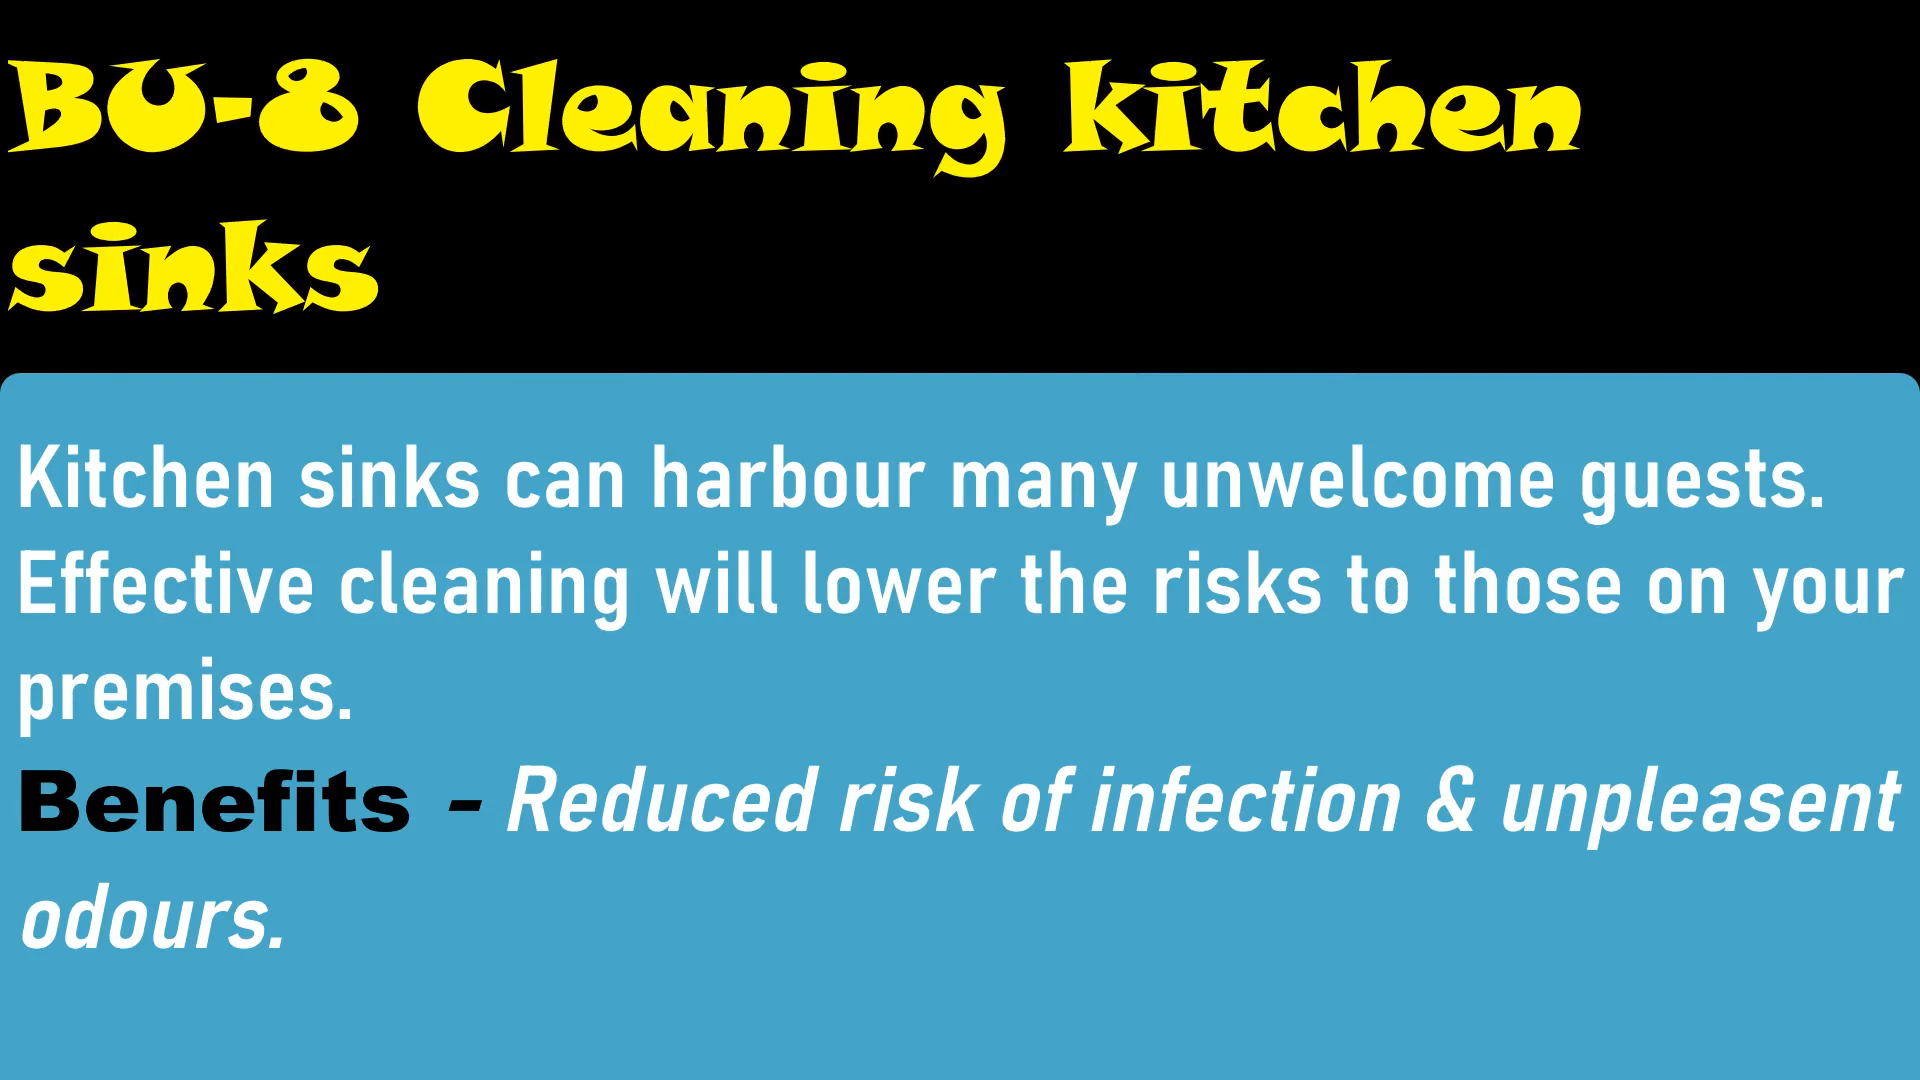 BU-8 Cleaning kitchen
sinks
Kitchen sinks can harbour many unwelcome guests.
Effective cleaning will lower the risks to those on your
premises.
Benefits - Reduced risk of infection & unpleasent
odours.